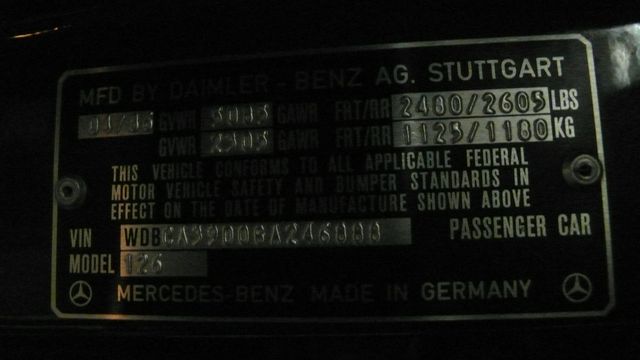 MFD BY DAIMLER-BENZ AG. STUTTGART
GVWR GAWR FRT/RR 2480/2605 LBS
GVWR GAWR FRT/RR 1125/1180 KG
THIS VEHICLE CONFORMS TO ALL APPLICABLE FEDERAL
MOTOR VEHICLE SAFETY AND BUMPER STANDARDS IN
EFFECT ON THE DATE OF MANUFACTURE SHOWN ABOVE
VIN PASSENGER CAR
MODEL 126
MERCEDES-BENZ MADE IN GERMANY